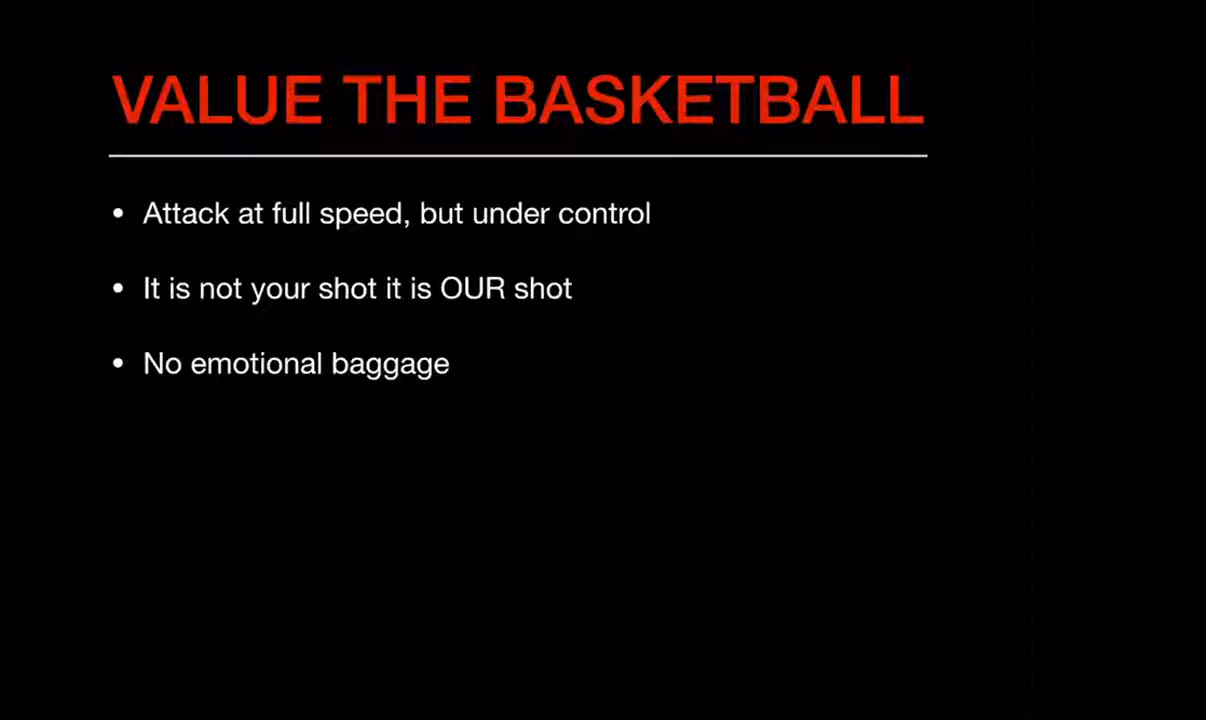 VALUE THE BASKETBALL
• Attack at full speed, but under control
• It is not your shot it is OUR shot
• No emotional baggage